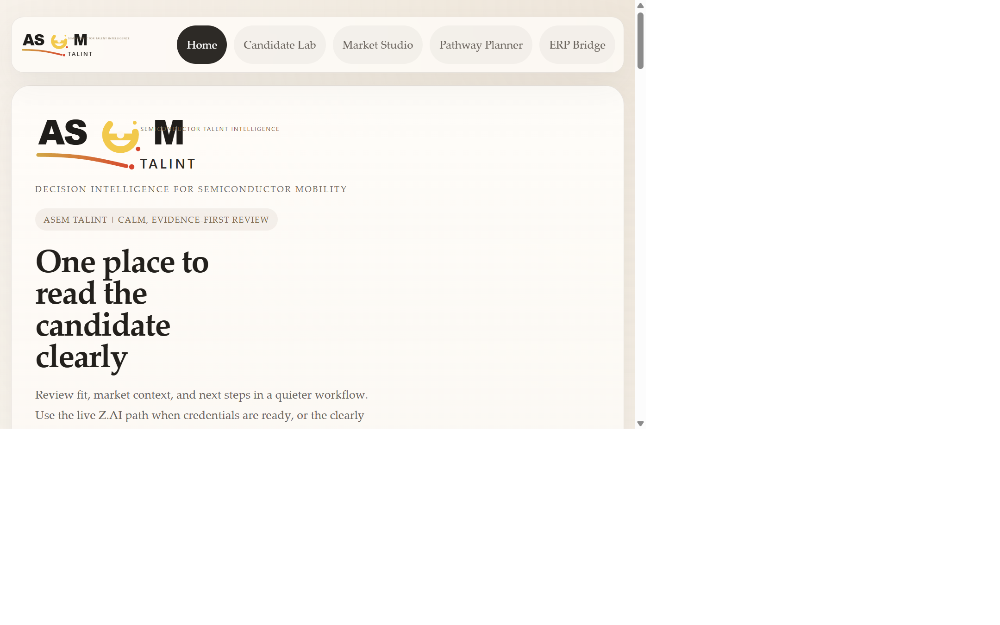 AS M
SEMICONDUCTOR TALENT INTELLIGENCE
TALINT
Home
Candidate Lab
Market Studio
Pathway Planner
ERP Bridge
AS M
SEMICONDUCTOR TALENT INTELLIGENCE
TALINT
DECISION INTELLIGENCE FOR SEMICONDUCTOR MOBILITY
ASEM TALINT | CALM, EVIDENCE-FIRST REVIEW
One place to
read the
candidate
clearly
Review fit, market context, and next steps in a quieter workflow.
Use the live Z.AI path when credentials are ready, or the clearly